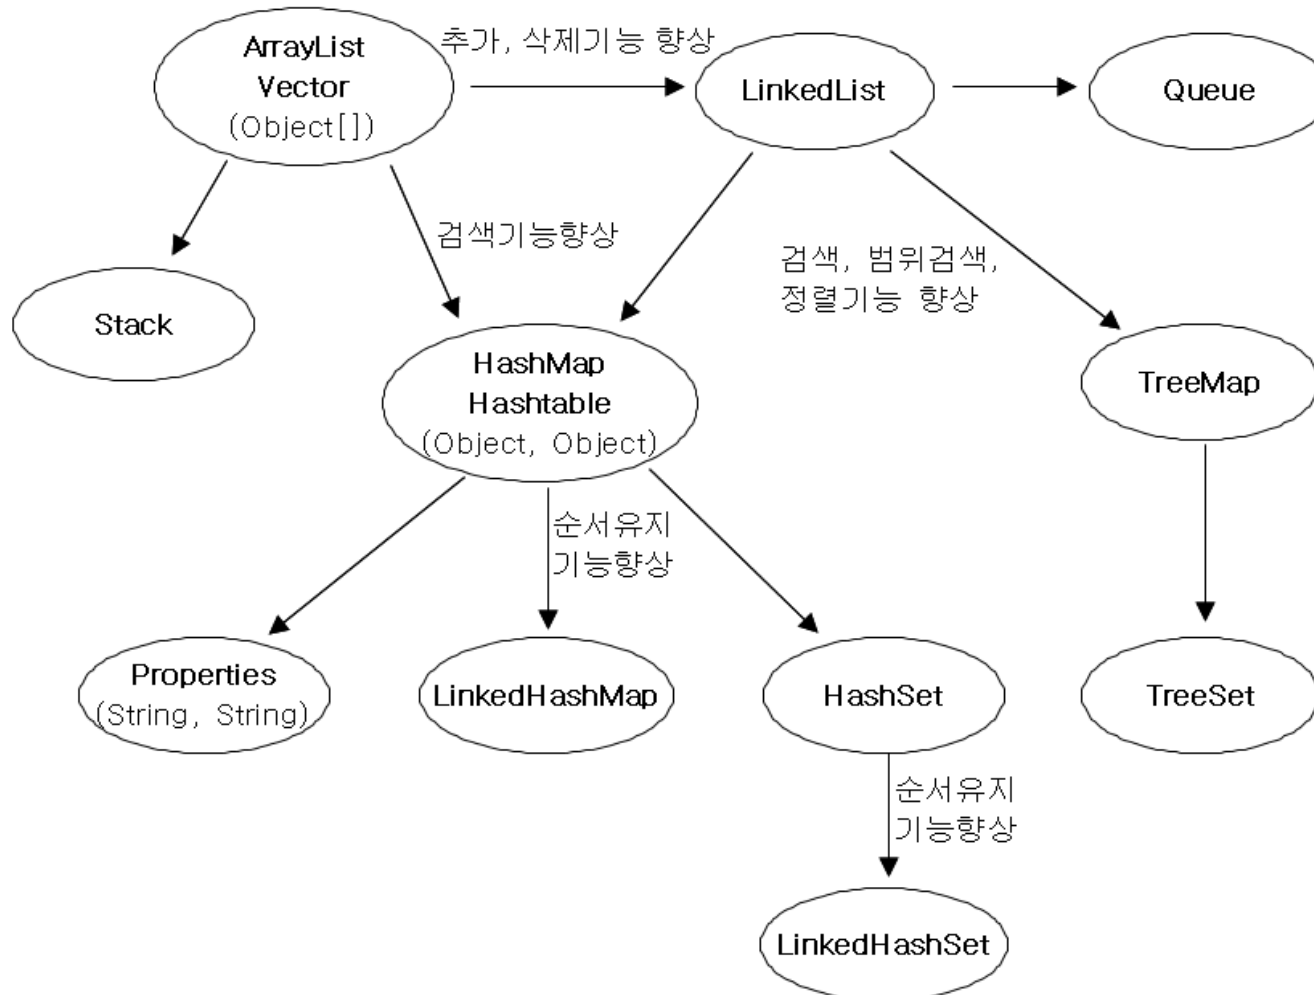 ArrayList
Vector
(Object[])
추가, 삭제기능 향상
LinkedList
Queue
검색기능향상
검색, 범위검색,
정렬기능 향상
Stack
HashMap
Hashtable
(Object, Object)
TreeMap
순서유지
기능향상
Properties
(String, String)
LinkedHashMap
HashSet
TreeSet
순서유지
기능향상
LinkedHashSet